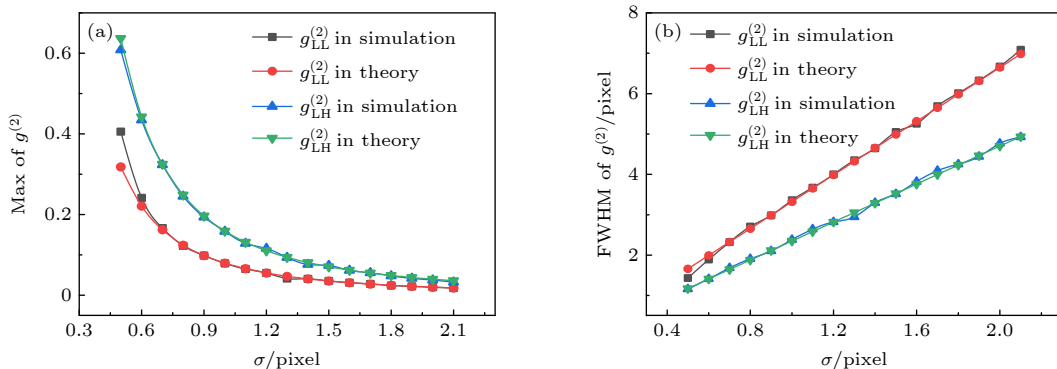 (a)
g_LL^(2) in simulation
g_LL^(2) in theory
g_LH^(2) in simulation
g_LH^(2) in theory
Max of g^(2)
0.6
0.4
0.2
0
0.3 0.6 0.9 1.2 1.5 1.8 2.1
σ/pixel
(b)
g_LL^(2) in simulation
g_LL^(2) in theory
g_LH^(2) in simulation
g_LH^(2) in theory
FWHM of g^(2)/pixel
8
6
4
2
0.4 0.8 1.2 1.6 2.0
σ/pixel